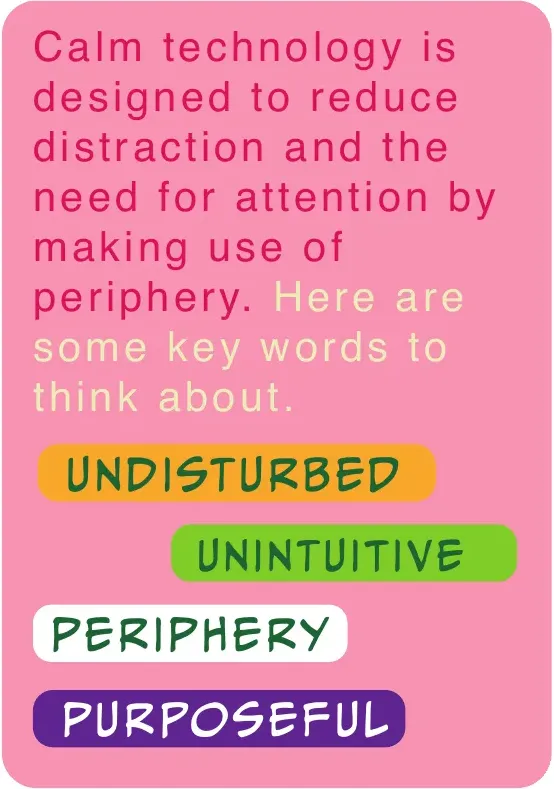 Calm technology is
designed to reduce
distraction and the
need for attention by
making use of
periphery. Here are
some key words to
think about.
UNDISTURBED
UNINTUITIVE
PERIPHERY
PURPOSEFUL